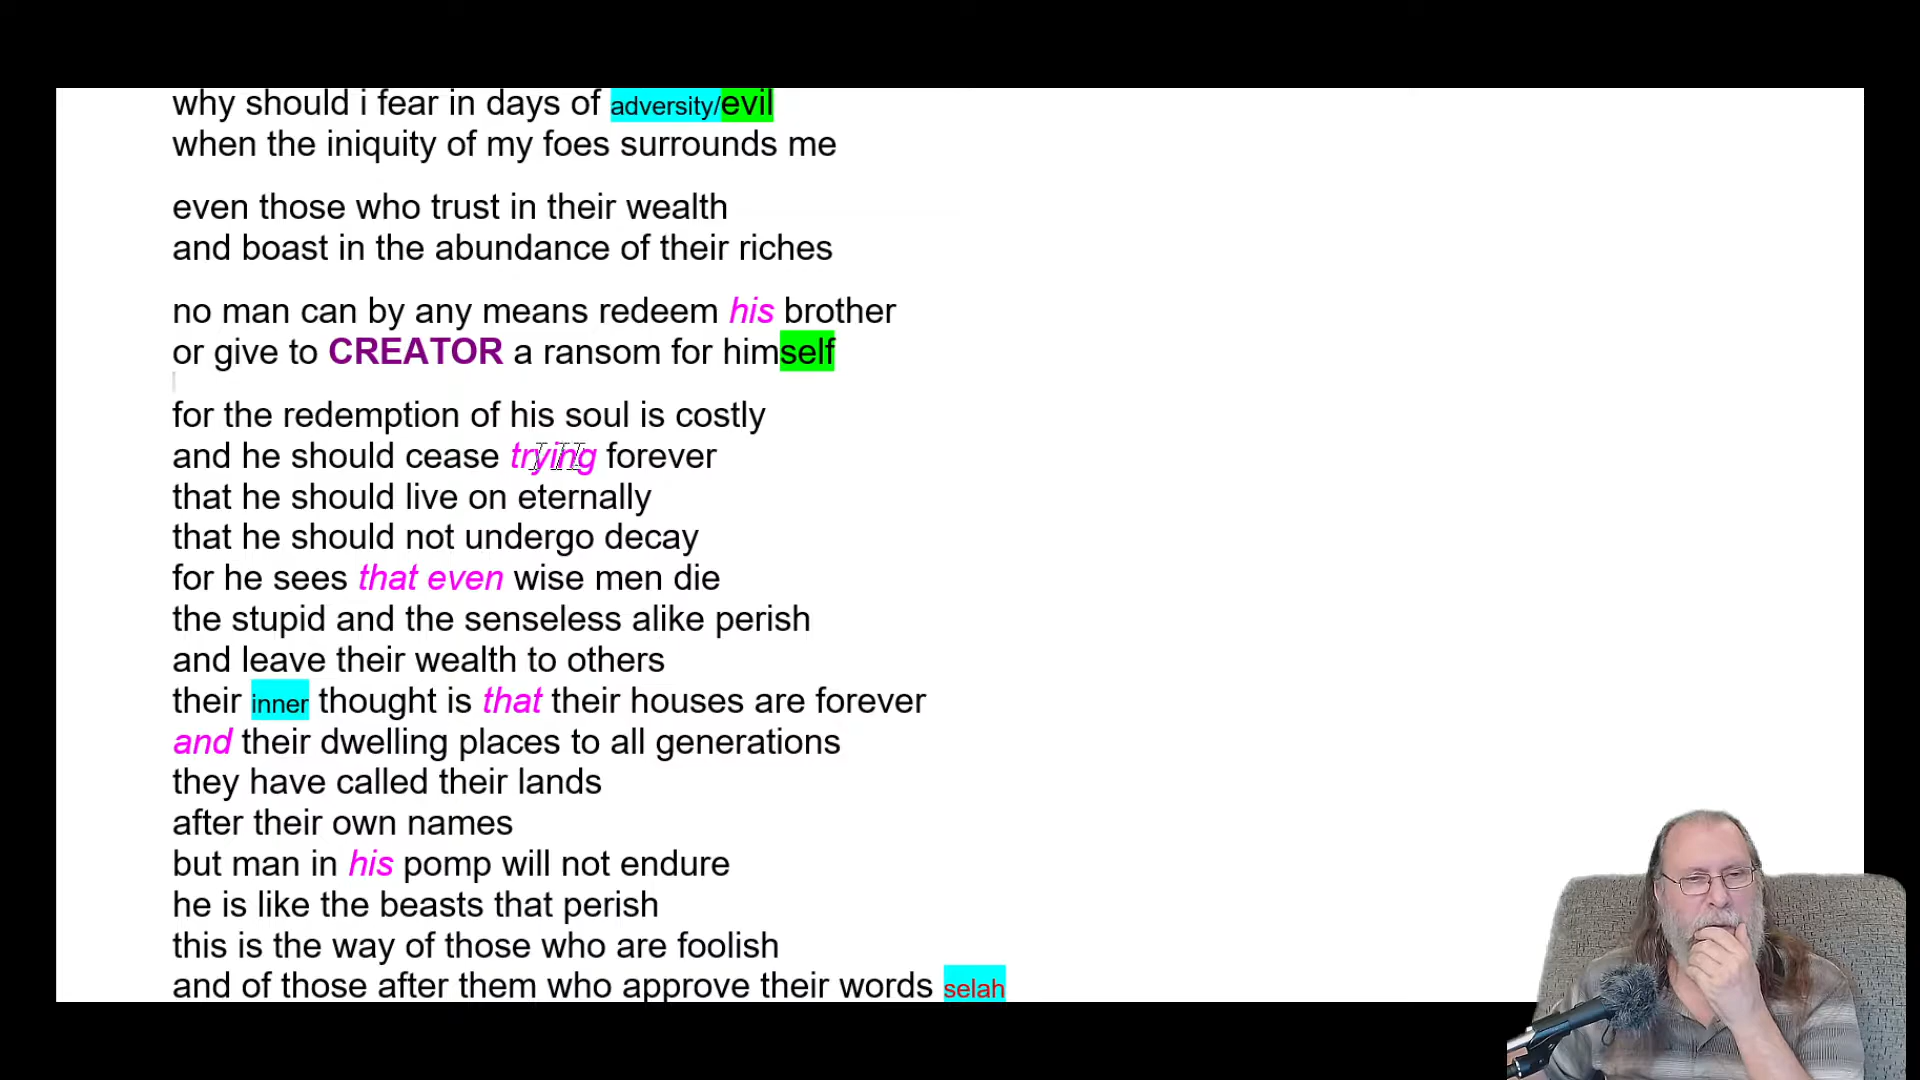 why should i fear in days of adversity/evil
when the iniquity of my foes surrounds me
even those who trust in their wealth
and boast in the abundance of their riches
no man can by any means redeem his brother
or give to CREATOR a ransom for himself
for the redemption of his soul is costly
and he should cease trying forever
that he should live on eternally
that he should not undergo decay
for he sees that even wise men die
the stupid and the senseless alike perish
and leave their wealth to others
their inner thought is that their houses are forever
and their dwelling places to all generations
they have called their lands
after their own names
but man in his pomp will not endure
he is like the beasts that perish
this is the way of those who are foolish
and of those after them who approve their words selah